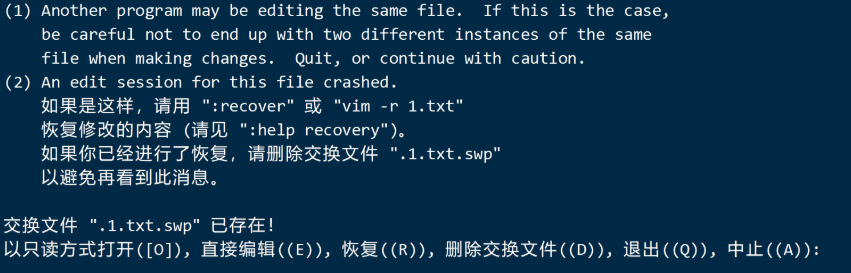 (1) Another program may be editing the same file.  If this is the case,
be careful not to end up with two different instances of the same
file when making changes.  Quit, or continue with caution.
(2) An edit session for this file crashed.
如果是这样，请用 ":recover" 或 "vim -r 1.txt"
恢复修改的内容 (请见 ":help recovery")。
如果你已经进行了恢复，请删除交换文件 ".1.txt.swp"
以避免再看到此消息。
交换文件 ".1.txt.swp" 已存在！
以只读方式打开([O]), 直接编辑((E)), 恢复((R)), 删除交换文件((D)), 退出((Q)), 中止((A)):